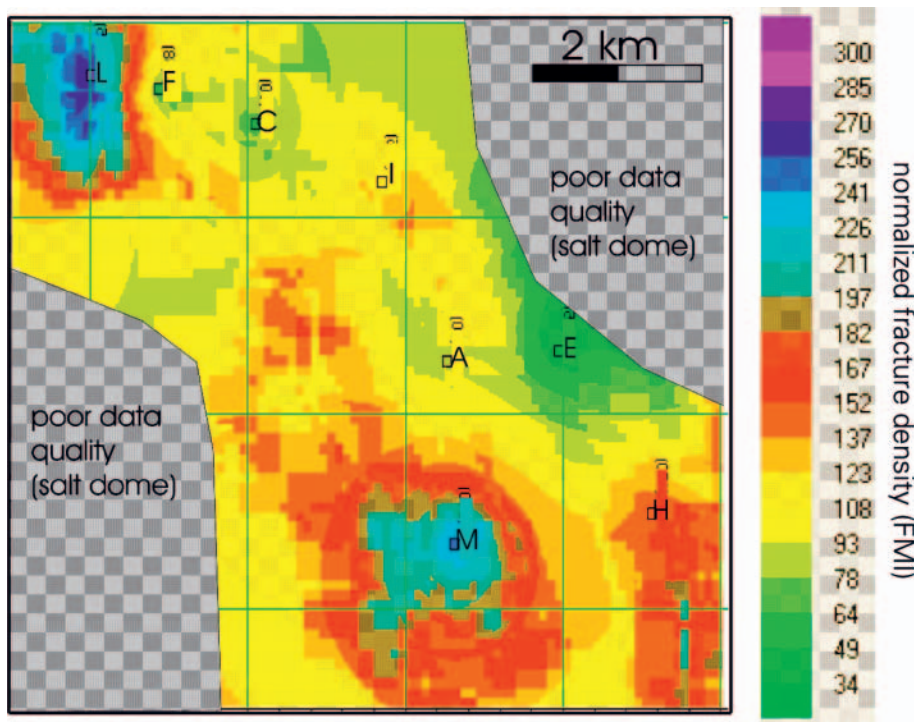 2 km
L
F
C
I
poor data
quality
(salt dome)
A
E
poor data
quality
(salt dome)
H
M
300
285
270
256
241
226
211
197
182
167
152
137
123
108
93
78
64
49
34
normalized fracture density (FMI)